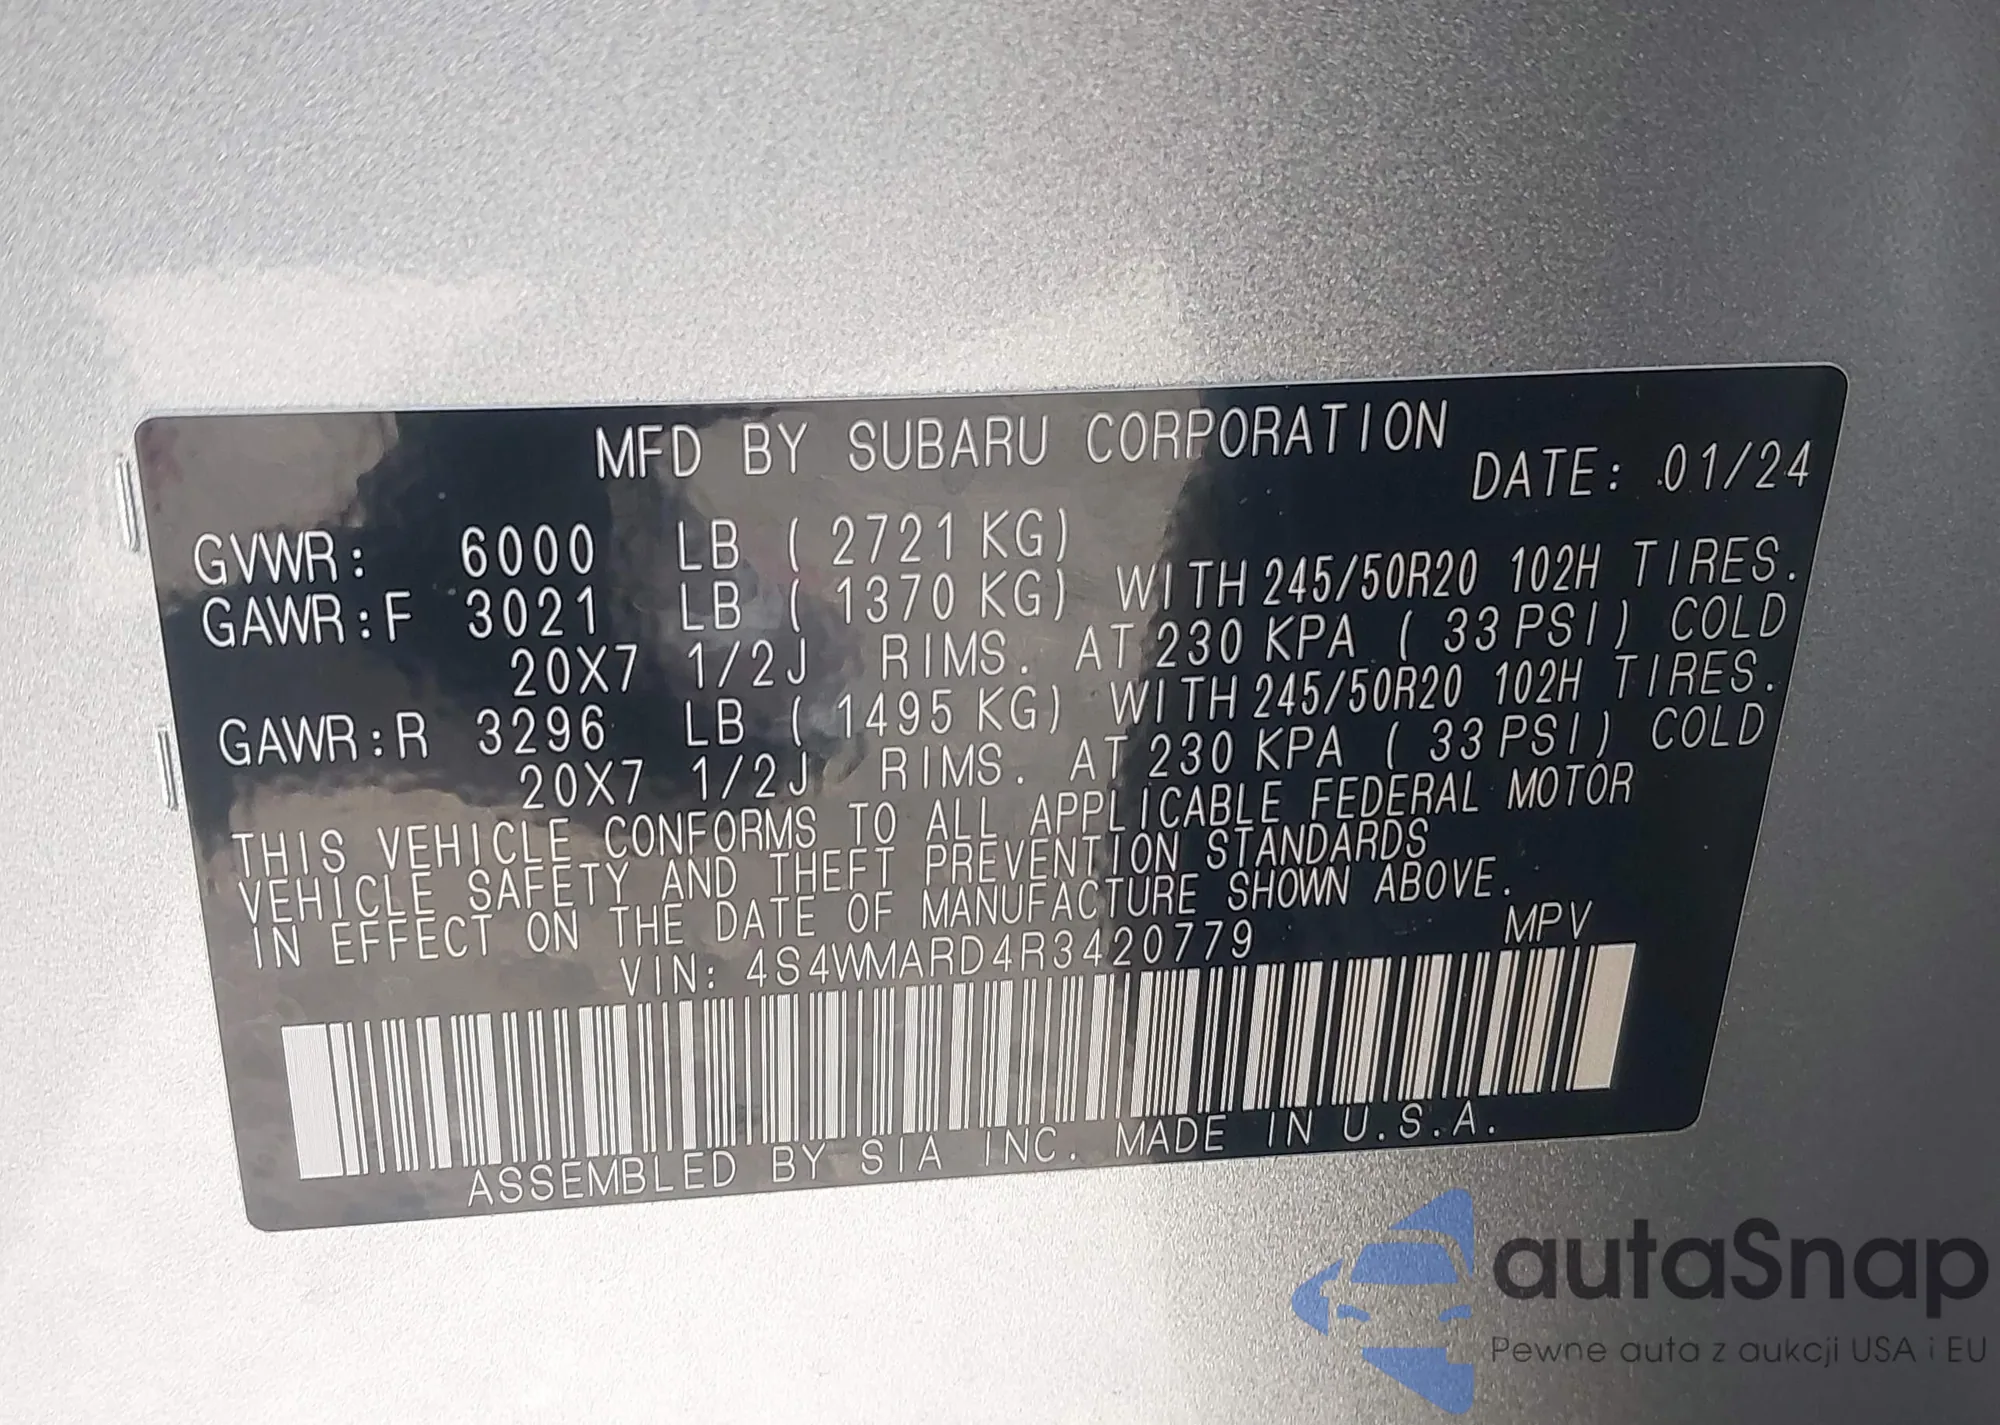 MFD BY SUBARU CORPORATION
DATE: 01/24
GVWR: 6000 LB ( 2721 KG)
GAWR:F 3021 LB ( 1370 KG) WITH 245/50R20 102H TIRES.
20X7 1/2J RIMS. AT 230 KPA ( 33 PSI) COLD
GAWR:R 3296 LB ( 1495 KG) WITH 245/50R20 102H TIRES.
20X7 1/2J RIMS. AT 230 KPA ( 33 PSI) COLD
THIS VEHICLE CONFORMS TO ALL APPLICABLE FEDERAL MOTOR
VEHICLE SAFETY AND THEFT PREVENTION STANDARDS
IN EFFECT ON THE DATE OF MANUFACTURE SHOWN ABOVE.
VIN: 4S4WMARD4R3420779 MPV
ASSEMBLED BY SIA INC. MADE IN U.S.A.
autaSnap
Pewne auta z aukcji USA i EU